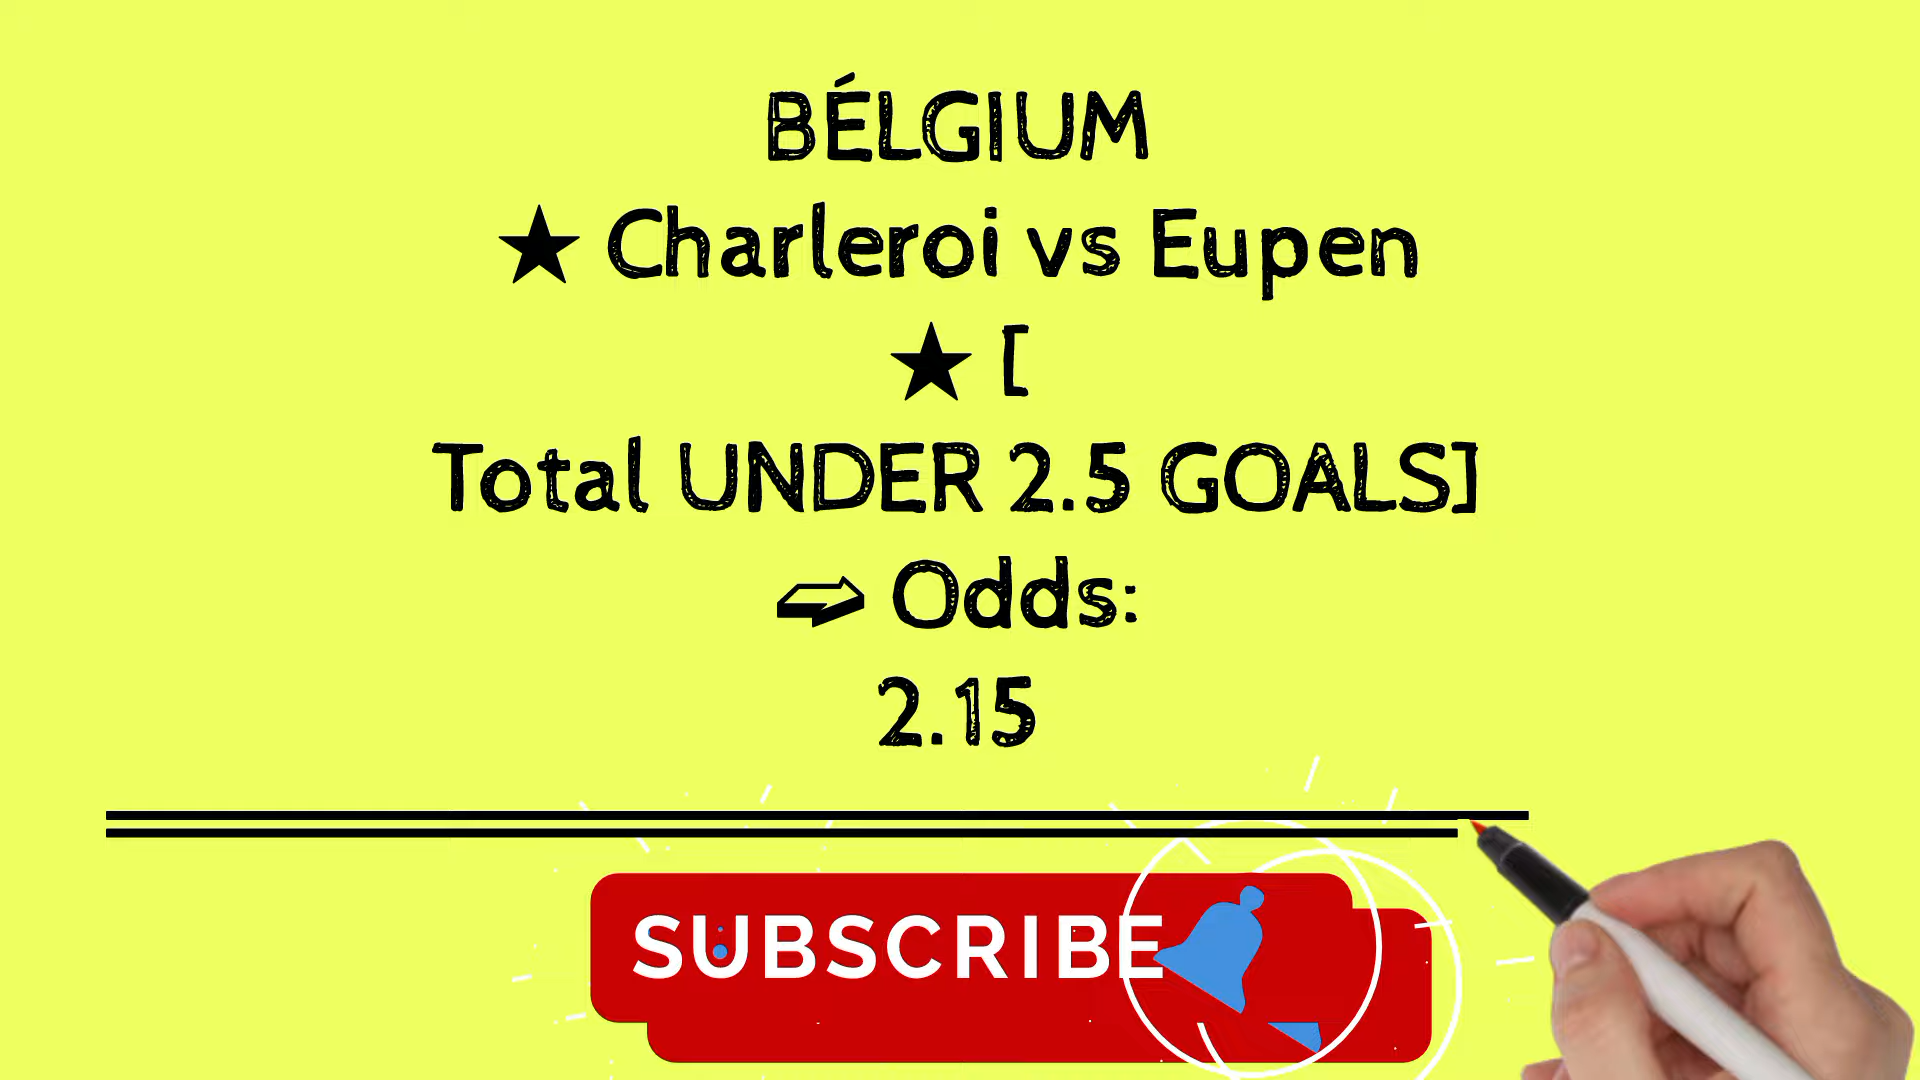 BÉLGIUM
★ Charleroi vs Eupen
★ [
Total UNDER 2.5 GOALS]
➩ Odds:
2.15
SUBSCRIBE